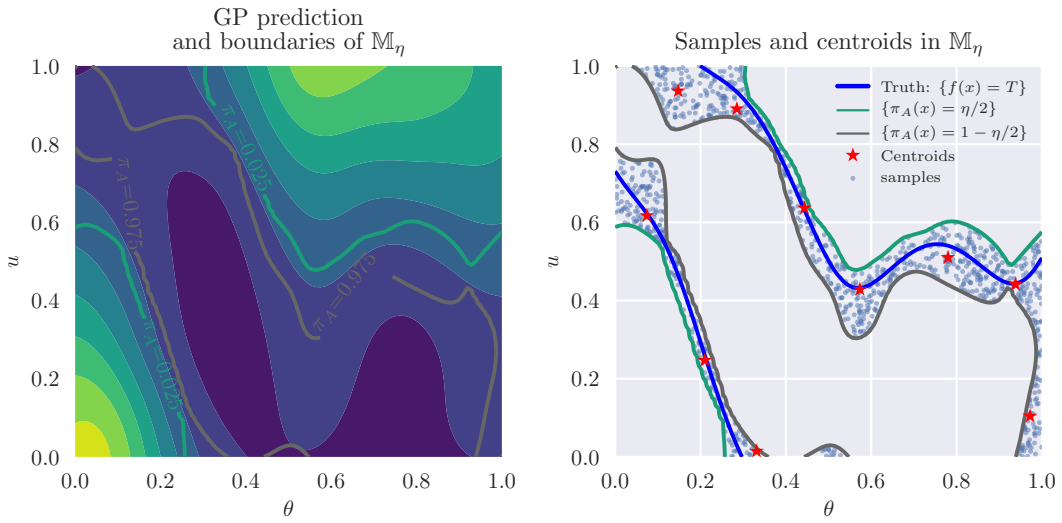 GP prediction
and boundaries of 𝕄_η
1.0
0.8
0.6
0.4
0.2
0.0
u
0.0 0.2 0.4 0.6 0.8 1.0
θ
π_A=0.025
π_A=0.975
π_A=0.025
π_A=0.975
Samples and centroids in 𝕄_η
1.0
0.8
0.6
0.4
0.2
0.0
u
0.0 0.2 0.4 0.6 0.8 1.0
θ
Truth: {f(x) = T}
{π_A(x) = η/2}
{π_A(x) = 1 − η/2}
Centroids
samples